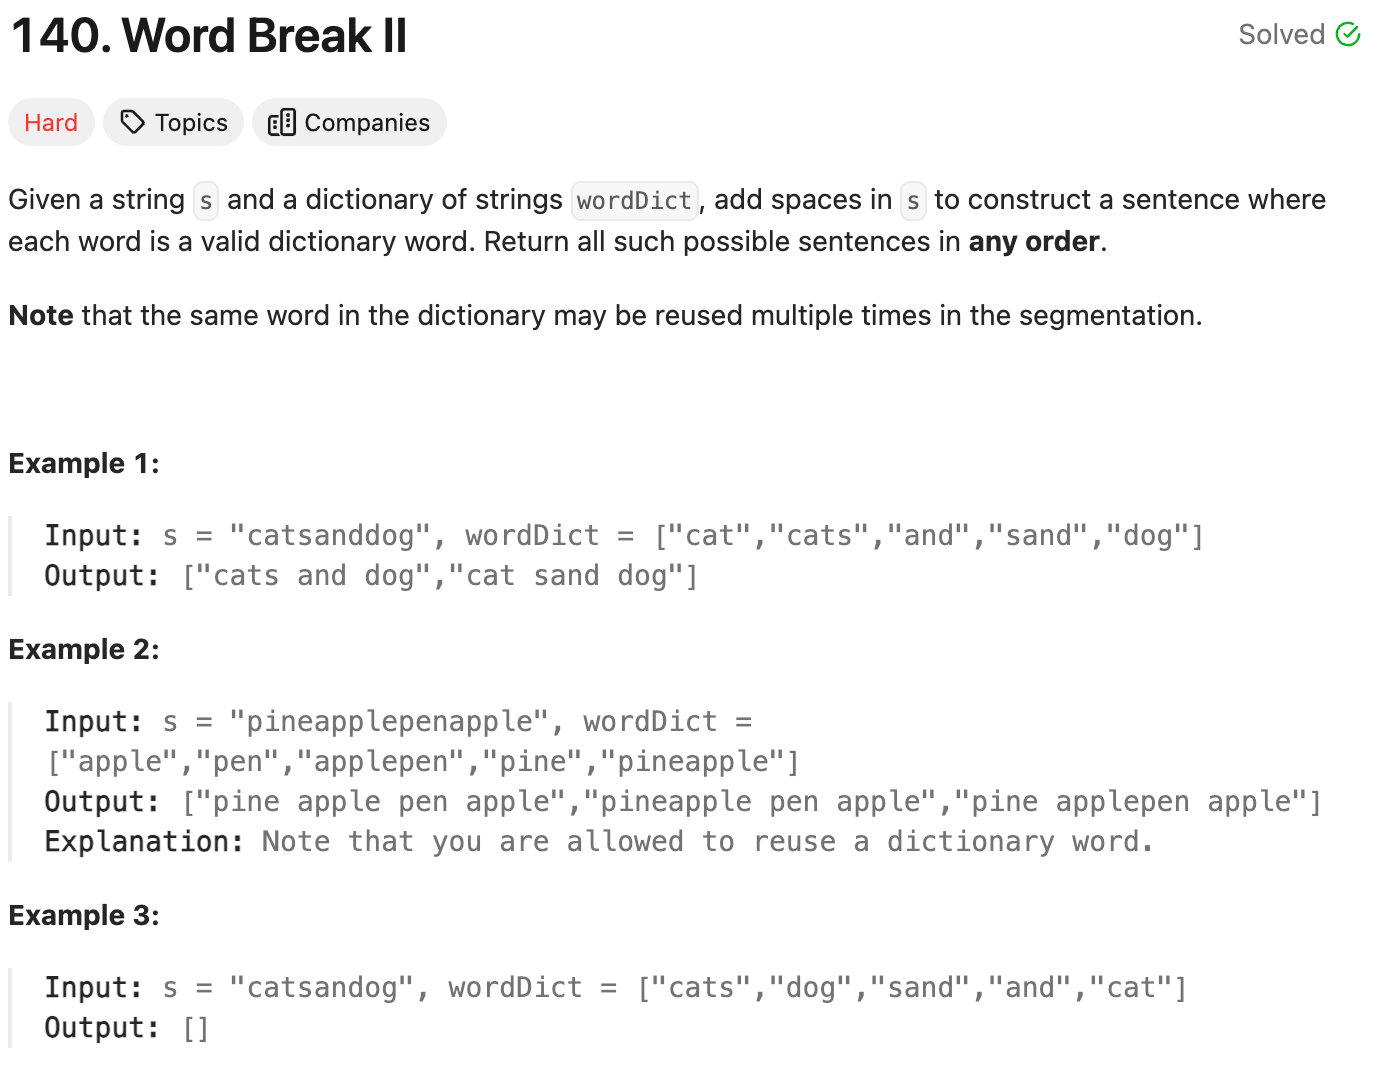 140. Word Break II
Solved
Hard Topics Companies
Given a string s and a dictionary of strings wordDict, add spaces in s to construct a sentence where
each word is a valid dictionary word. Return all such possible sentences in any order.
Note that the same word in the dictionary may be reused multiple times in the segmentation.
Example 1:
Input: s = "catsanddog", wordDict = ["cat","cats","and","sand","dog"]
Output: ["cats and dog","cat sand dog"]
Example 2:
Input: s = "pineapplepenapple", wordDict =
["apple","pen","applepen","pine","pineapple"]
Output: ["pine apple pen apple","pineapple pen apple","pine applepen apple"]
Explanation: Note that you are allowed to reuse a dictionary word.
Example 3:
Input: s = "catsandog", wordDict = ["cats","dog","sand","and","cat"]
Output: []